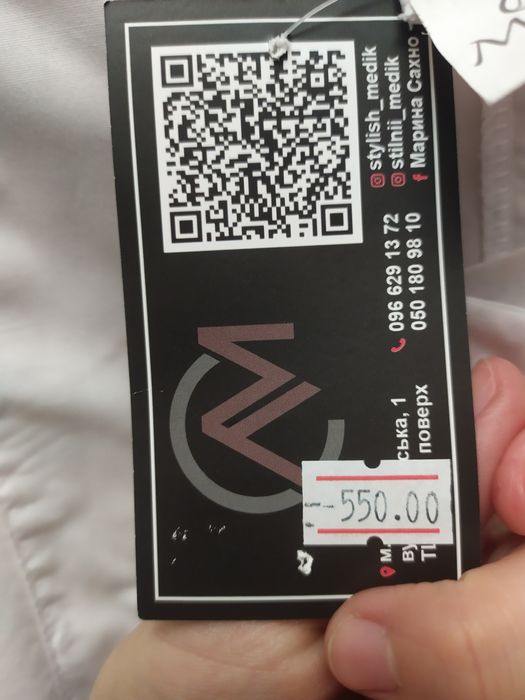 stylish_medik
stilnii_medik
Марина Сахно
096 629 13 72
050 180 98 10
ська, 1
поверх
550.00